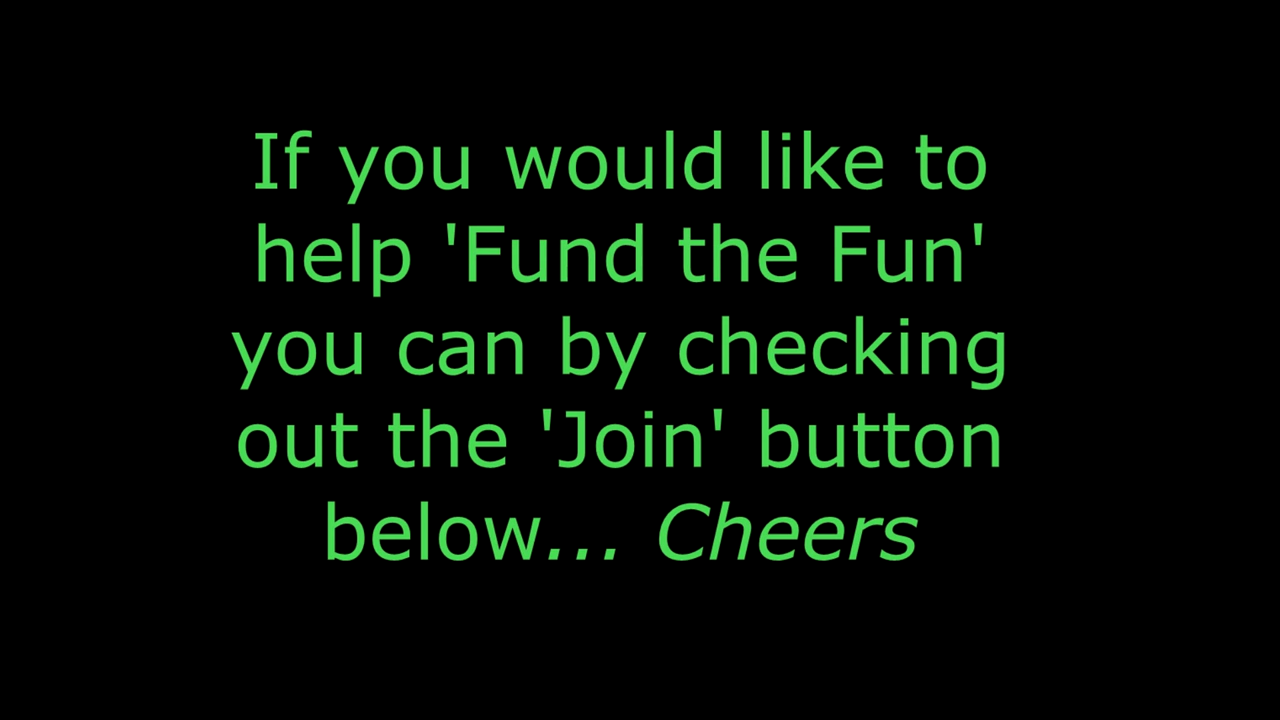 If you would like to
help 'Fund the Fun'
you can by checking
out the 'Join' button
below... Cheers